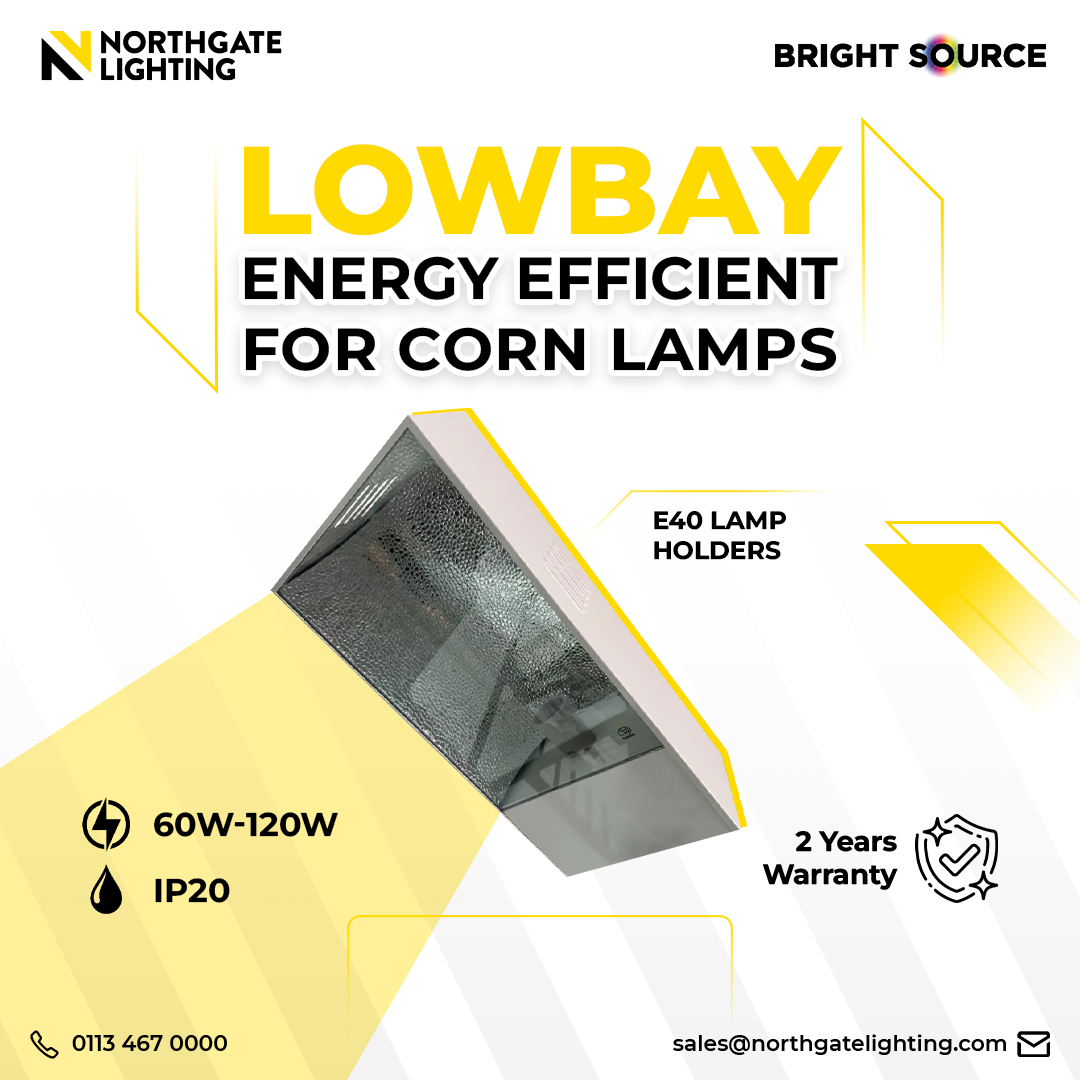 NORTHGATE
LIGHTING
BRIGHT SOURCE
LOWBAY
ENERGY EFFICIENT
FOR CORN LAMPS
E40 LAMP
HOLDERS
60W-120W
IP20
2 Years
Warranty
0113 467 0000
sales@northgatelighting.com